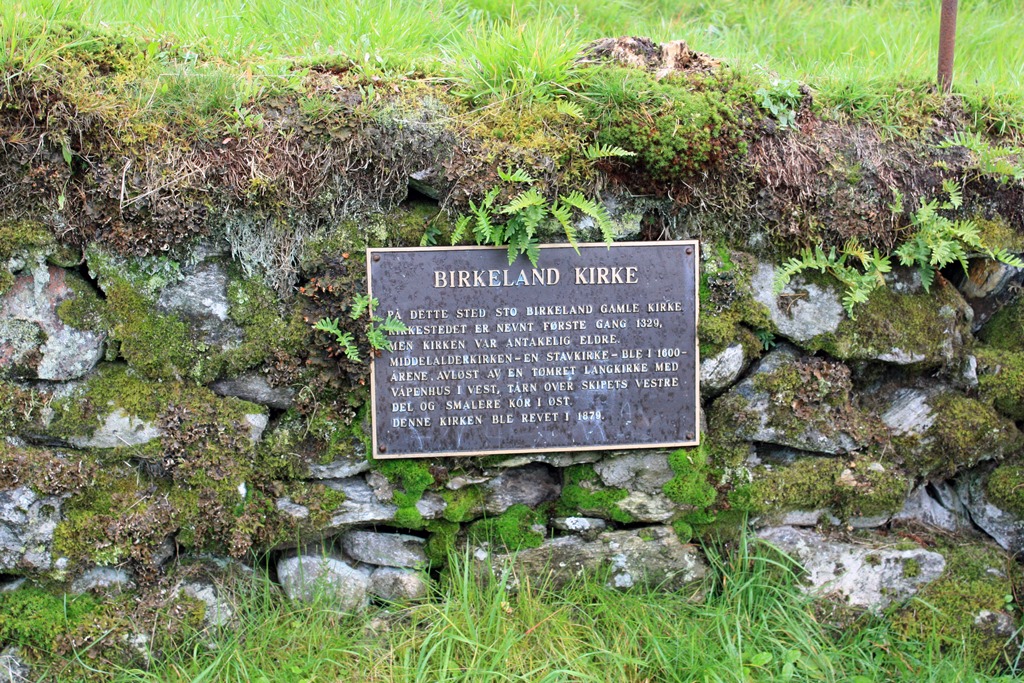 BIRKELAND KIRKE
PÅ DETTE STED STO BIRKELAND GAMLE KIRKE.
KIRKESTEDET ER NEVNT FØRSTE GANG 1329,
MEN KIRKEN VAR ANTAKELIG ELDRE.
MIDDELALDERKIRKEN – EN STAVKIRKE – BLE I 1600-
ÅRENE, AVLØST AV EN TØMRET LANGKIRKE MED
VÅPENHUS I VEST, TÅRN OVER SKIPETS VESTRE
DEL OG SMALERE KOR I ØST.
DENNE KIRKEN BLE REVET I 1879.